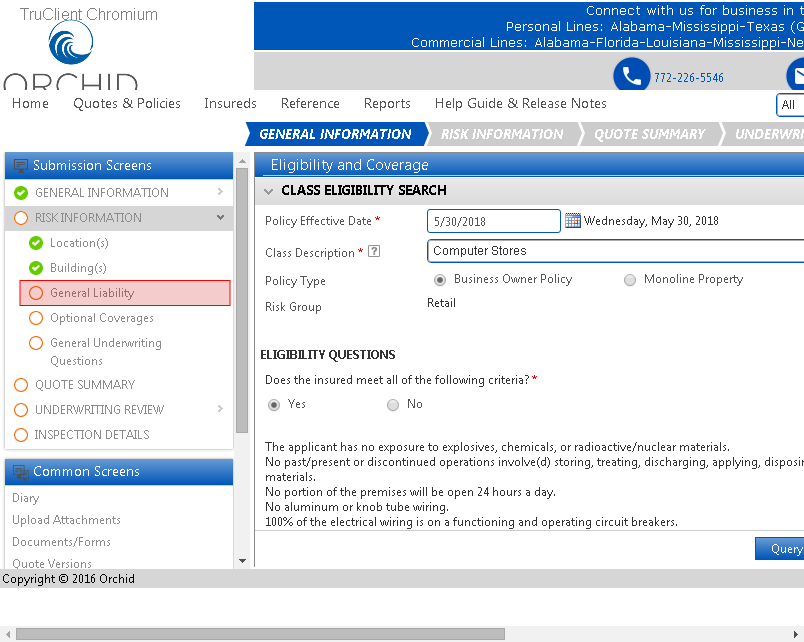 TruClient Chromium
Connect with us for business in t
Personal Lines: Alabama-Mississippi-Texas (G
Commercial Lines: Alabama-Florida-Louisiana-Mississippi-Ne
ORCHID
772-226-5546
Home Quotes & Policies Insureds Reference Reports Help Guide & Release Notes All
GENERAL INFORMATION RISK INFORMATION QUOTE SUMMARY UNDERWRI
Submission Screens
GENERAL INFORMATION
RISK INFORMATION
Location(s)
Building(s)
General Liability
Optional Coverages
General Underwriting
Questions
QUOTE SUMMARY
UNDERWRITING REVIEW
INSPECTION DETAILS
Common Screens
Diary
Upload Attachments
Documents/Forms
Quote Versions
Eligibility and Coverage
CLASS ELIGIBILITY SEARCH
Policy Effective Date * 5/30/2018 Wednesday, May 30, 2018
Class Description * ? Computer Stores
Policy Type Business Owner Policy Monoline Property
Risk Group Retail
ELIGIBILITY QUESTIONS
Does the insured meet all of the following criteria? *
Yes No
The applicant has no exposure to explosives, chemicals, or radioactive/nuclear materials.
No past/present or discontinued operations involve(d) storing, treating, discharging, applying, disposin
materials.
No portion of the premises will be open 24 hours a day.
No aluminum or knob tube wiring.
100% of the electrical wiring is on a functioning and operating circuit breakers.
Query
Copyright © 2016 Orchid